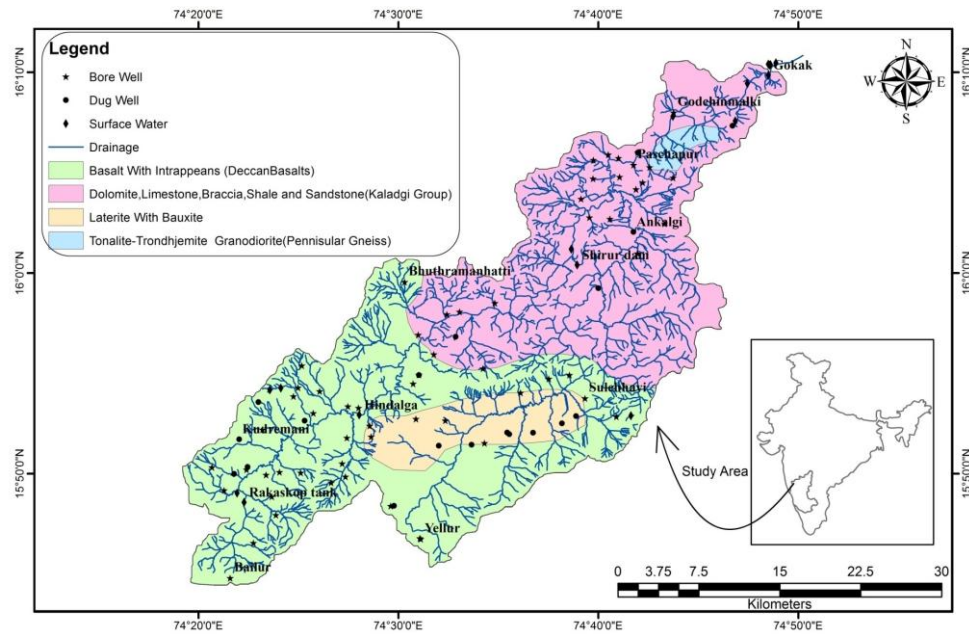 74°20'0"E 74°30'0"E 74°40'0"E 74°50'0"E
Legend
Bore Well
Dug Well
Surface Water
Drainage
Basalt With Intrappeans (DeccanBasalts)
Dolomite,Limestone,Braccia,Shale and Sandstone(Kaladgi Group)
Laterite With Bauxite
Tonalite-Trondhjemite Granodiorite(Pennisular Gneiss)
N
W E
S
16°10'0"N 16°10'0"N
Gokak
Godchinmalki
Paschapur
Ankalgi
Shirur dam
16°0'0"N 16°0'0"N
Bhuthramanhatti
Sulebhavi
Hindalga
Kudremani
Study Area
15°50'0"N 15°50'0"N
Rakaskop tank
Yellur
Bailur
0 3.75 7.5 15 22.5 30
Kilometers
74°20'0"E 74°30'0"E 74°40'0"E 74°50'0"E